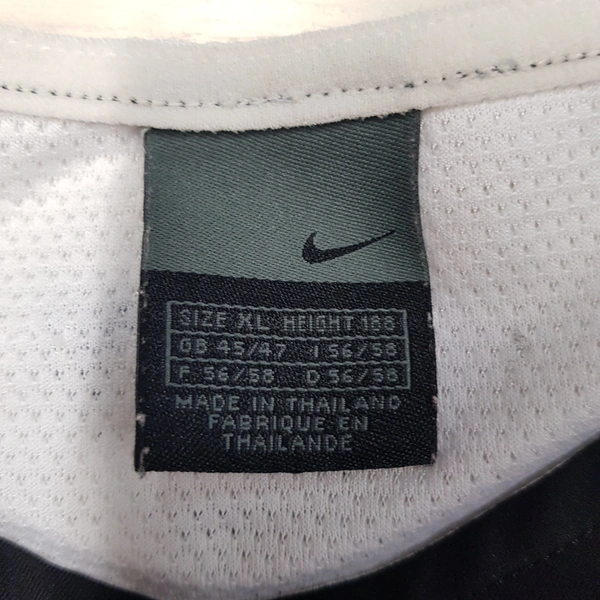 SIZE XL HEIGHT 188
GB 45/47 I 56/58
F 56/58 D 56/58
MADE IN THAILAND
FABRIQUE EN
THAILANDE